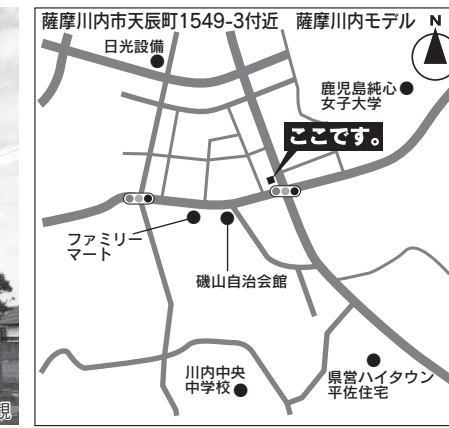 薩摩川内市天辰町1549-3付近 薩摩川内モデル
N
日光設備
鹿児島純心
女子大学
ここです。
ファミリー
マート
磯山自治会館
川内中央
中学校
県営ハイタウン
平佐住宅
観